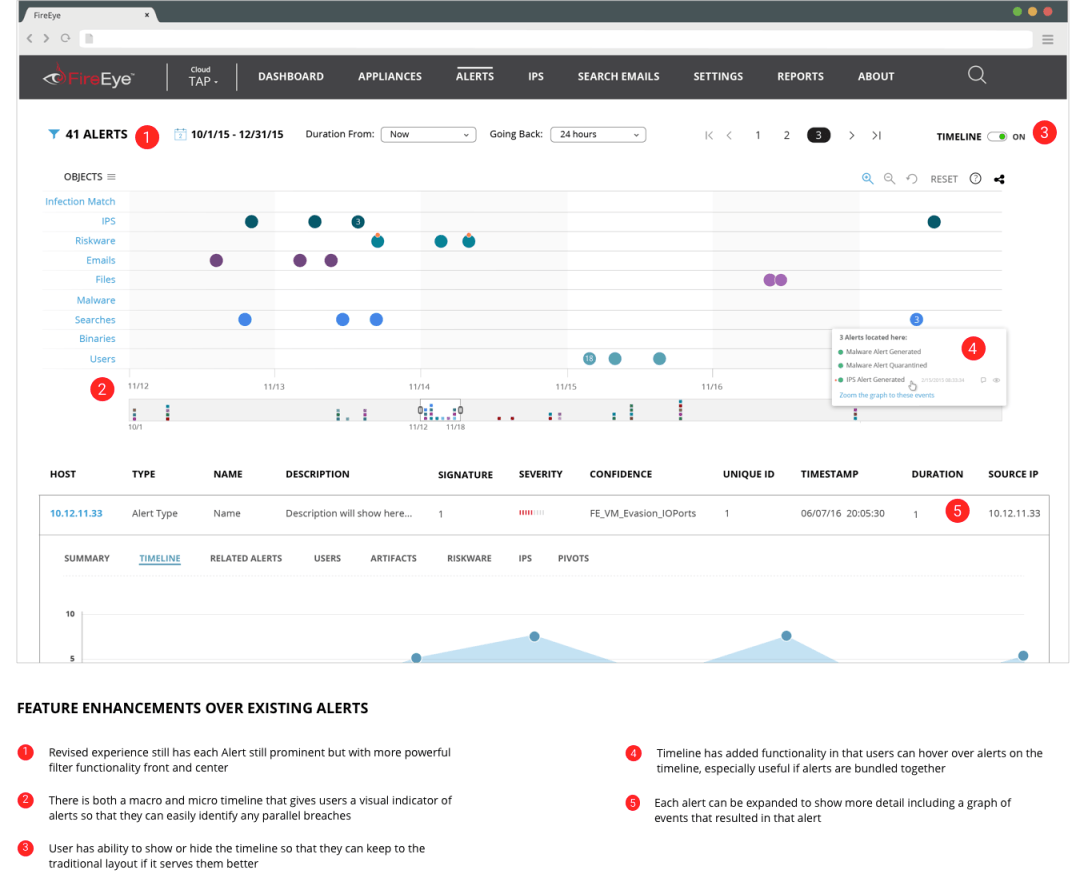 FireEye x
FireEye™ Cloud TAP DASHBOARD APPLIANCES ALERTS IPS SEARCH EMAILS SETTINGS REPORTS ABOUT
41 ALERTS 1 10/1/15 - 12/31/15 Duration From: Now Going Back: 24 hours 1 2 3 TIMELINE ON 3
OBJECTS RESET ?
Infection Match
IPS 3
Riskware
Emails
Files
Malware
Searches 3
Binaries
Users 18
3 Alerts located here: 4
Malware Alert Generated
Malware Alert Quarantined
IPS Alert Generated
Zoom the graph to these events
2 11/12 11/13 11/14 11/15 11/16
10/1 11/12 11/18
HOST TYPE NAME DESCRIPTION SIGNATURE SEVERITY CONFIDENCE UNIQUE ID TIMESTAMP DURATION SOURCE IP
10.12.11.33 Alert Type Name Description will show here... 1 FE_VM_Evasion_IOPorts 1 06/07/16 20:05:30 1 5 10.12.11.33
SUMMARY TIMELINE RELATED ALERTS USERS ARTIFACTS RISKWARE IPS PIVOTS
10
5
FEATURE ENHANCEMENTS OVER EXISTING ALERTS
1 Revised experience still has each Alert still prominent but with more powerful
filter functionality front and center
2 There is both a macro and micro timeline that gives users a visual indicator of
alerts so that they can easily identify any parallel breaches
3 User has ability to show or hide the timeline so that they can keep to the
traditional layout if it serves them better
4 Timeline has added functionality in that users can hover over alerts on the
timeline, especially useful if alerts are bundled together
5 Each alert can be expanded to show more detail including a graph of
events that resulted in that alert